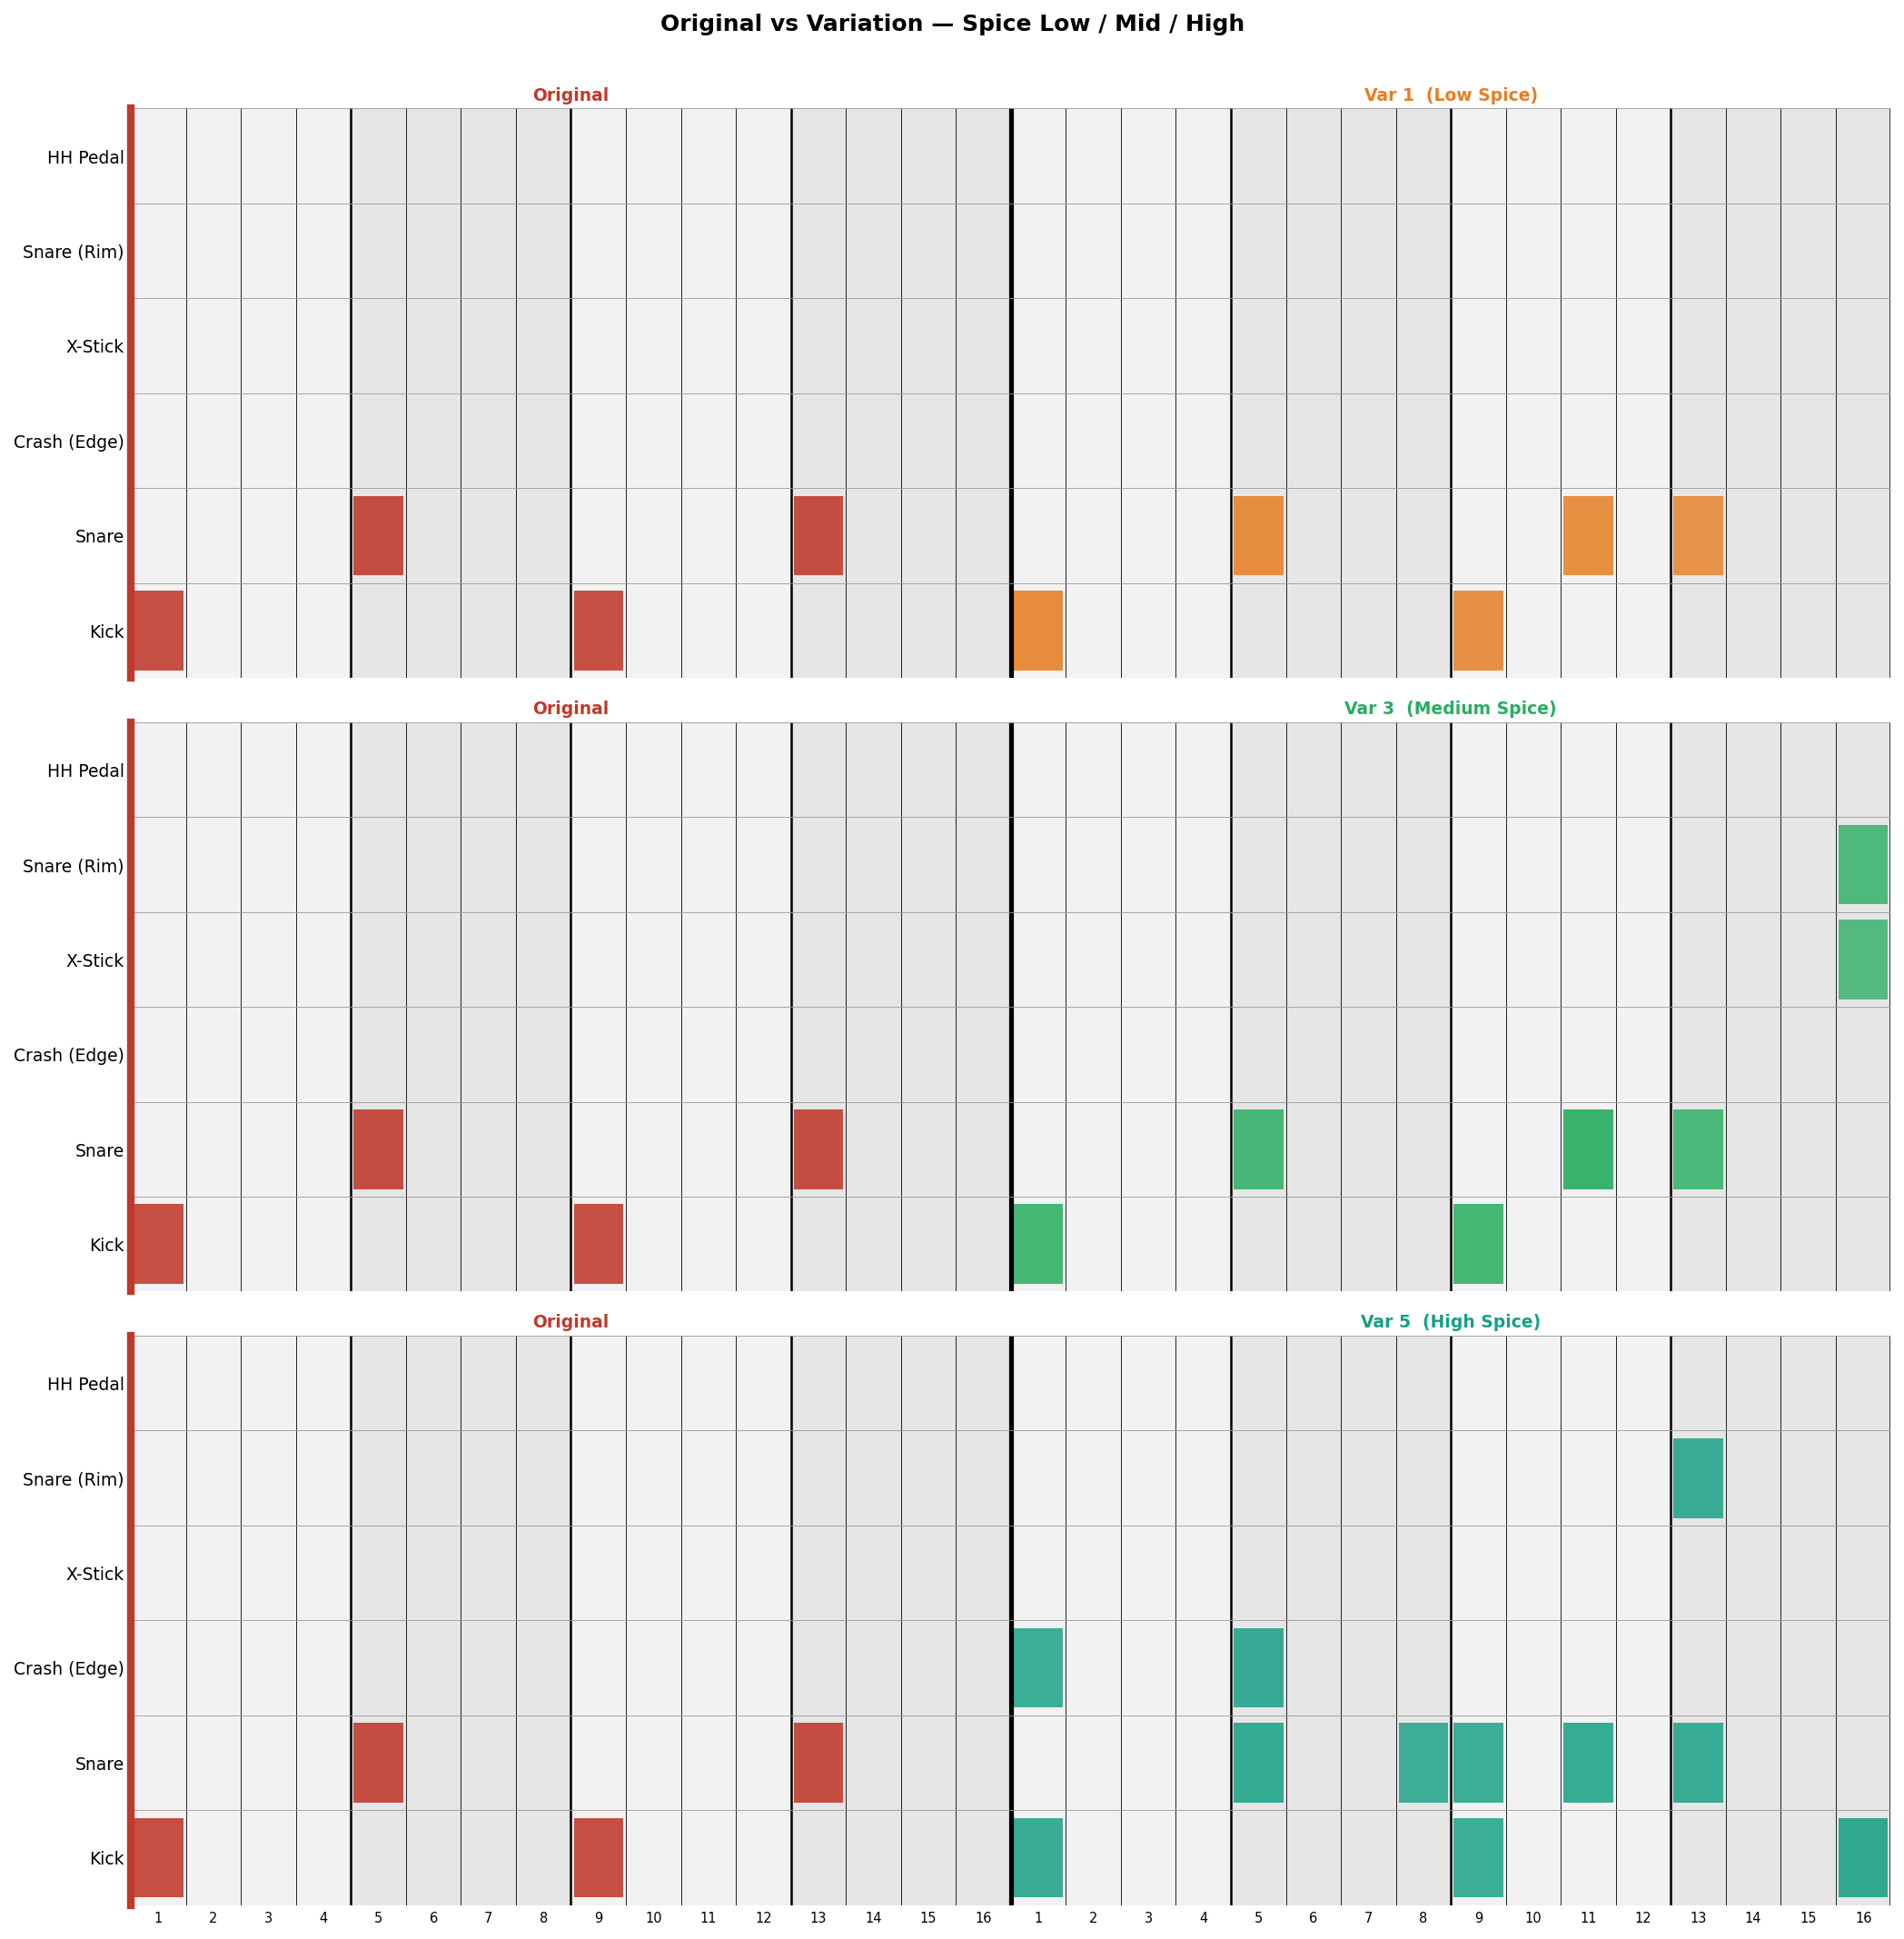 Original vs Variation — Spice Low / Mid / High
Original
Var 1  (Low Spice)
HH Pedal
Snare (Rim)
X-Stick
Crash (Edge)
Snare
Kick
Original
Var 3  (Medium Spice)
HH Pedal
Snare (Rim)
X-Stick
Crash (Edge)
Snare
Kick
Original
Var 5  (High Spice)
HH Pedal
Snare (Rim)
X-Stick
Crash (Edge)
Snare
Kick
1 2 3 4 5 6 7 8 9 10 11 12 13 14 15 16 1 2 3 4 5 6 7 8 9 10 11 12 13 14 15 16